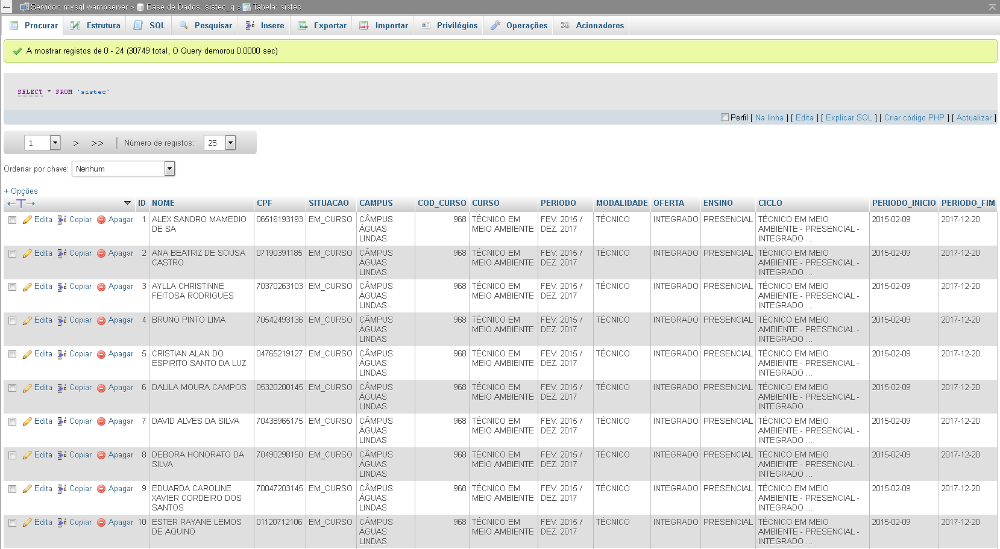 Servidor: mysql wampserver » Base de Dados: sistec_q » Tabela: sistec
Procurar Estrutura SQL Pesquisar Insere Exportar Importar Privilégios Operações Acionadores
A mostrar registos de 0 - 24 (30749 total, O Query demorou 0.0000 sec)
SELECT * FROM `sistec`
Perfil [ Na linha ] [ Edita ] [ Explicar SQL ] [ Criar código PHP ] [ Actualizar ]
1 > >> | Número de registos: 25
Ordenar por chave: Nenhum
+ Opções
←T→ ID NOME CPF SITUACAO CAMPUS COD_CURSO CURSO PERIODO MODALIDADE OFERTA ENSINO CICLO PERIODO_INICIO PERIODO_FIM
Edita Copiar Apagar 1 ALEX SANDRO MAMEDIO 06516193193 EM_CURSO CÂMPUS 968 TÉCNICO EM FEV. 2015 / TÉCNICO INTEGRADO PRESENCIAL TÉCNICO EM MEIO 2015-02-09 2017-12-20
DE SA ÁGUAS MEIO AMBIENTE DEZ. 2017 AMBIENTE - PRESENCIAL -
LINDAS INTEGRADO ...
Edita Copiar Apagar 2 ANA BEATRIZ DE SOUSA 07190391185 EM_CURSO CÂMPUS 968 TÉCNICO EM FEV. 2015 / TÉCNICO INTEGRADO PRESENCIAL TÉCNICO EM MEIO 2015-02-09 2017-12-20
CASTRO ÁGUAS MEIO AMBIENTE DEZ. 2017 AMBIENTE - PRESENCIAL -
LINDAS INTEGRADO ...
Edita Copiar Apagar 3 AYLLA CHRISTINNE 70370263103 EM_CURSO CÂMPUS 968 TÉCNICO EM FEV. 2015 / TÉCNICO INTEGRADO PRESENCIAL TÉCNICO EM MEIO 2015-02-09 2017-12-20
FEITOSA RODRIGUES ÁGUAS MEIO AMBIENTE DEZ. 2017 AMBIENTE - PRESENCIAL -
LINDAS INTEGRADO ...
Edita Copiar Apagar 4 BRUNO PINTO LIMA 70542493136 EM_CURSO CÂMPUS 968 TÉCNICO EM FEV. 2015 / TÉCNICO INTEGRADO PRESENCIAL TÉCNICO EM MEIO 2015-02-09 2017-12-20
ÁGUAS MEIO AMBIENTE DEZ. 2017 AMBIENTE - PRESENCIAL -
LINDAS INTEGRADO ...
Edita Copiar Apagar 5 CRISTIAN ALAN DO 04765219127 EM_CURSO CÂMPUS 968 TÉCNICO EM FEV. 2015 / TÉCNICO INTEGRADO PRESENCIAL TÉCNICO EM MEIO 2015-02-09 2017-12-20
ESPIRITO SANTO DA LUZ ÁGUAS MEIO AMBIENTE DEZ. 2017 AMBIENTE - PRESENCIAL -
LINDAS INTEGRADO ...
Edita Copiar Apagar 6 DALILA MOURA CAMPOS 05320200145 EM_CURSO CÂMPUS 968 TÉCNICO EM FEV. 2015 / TÉCNICO INTEGRADO PRESENCIAL TÉCNICO EM MEIO 2015-02-09 2017-12-20
ÁGUAS MEIO AMBIENTE DEZ. 2017 AMBIENTE - PRESENCIAL -
LINDAS INTEGRADO ...
Edita Copiar Apagar 7 DAVID ALVES DA SILVA 70438965175 EM_CURSO CÂMPUS 968 TÉCNICO EM FEV. 2015 / TÉCNICO INTEGRADO PRESENCIAL TÉCNICO EM MEIO 2015-02-09 2017-12-20
ÁGUAS MEIO AMBIENTE DEZ. 2017 AMBIENTE - PRESENCIAL -
LINDAS INTEGRADO ...
Edita Copiar Apagar 8 DEBORA HONORATO DA 70490298150 EM_CURSO CÂMPUS 968 TÉCNICO EM FEV. 2015 / TÉCNICO INTEGRADO PRESENCIAL TÉCNICO EM MEIO 2015-02-09 2017-12-20
SILVA ÁGUAS MEIO AMBIENTE DEZ. 2017 AMBIENTE - PRESENCIAL -
LINDAS INTEGRADO ...
Edita Copiar Apagar 9 EDUARDA CAROLINE 70047203145 EM_CURSO CÂMPUS 968 TÉCNICO EM FEV. 2015 / TÉCNICO INTEGRADO PRESENCIAL TÉCNICO EM MEIO 2015-02-09 2017-12-20
XAVIER CORDEIRO DOS ÁGUAS MEIO AMBIENTE DEZ. 2017 AMBIENTE - PRESENCIAL -
SANTOS LINDAS INTEGRADO ...
Edita Copiar Apagar 10 ESTER RAYANE LEMOS 01120712106 EM_CURSO CÂMPUS 968 TÉCNICO EM FEV. 2015 / TÉCNICO INTEGRADO PRESENCIAL TÉCNICO EM MEIO 2015-02-09 2017-12-20
DE AQUINO ÁGUAS MEIO AMBIENTE DEZ. 2017 AMBIENTE - PRESENCIAL -
LINDAS INTEGRADO ...